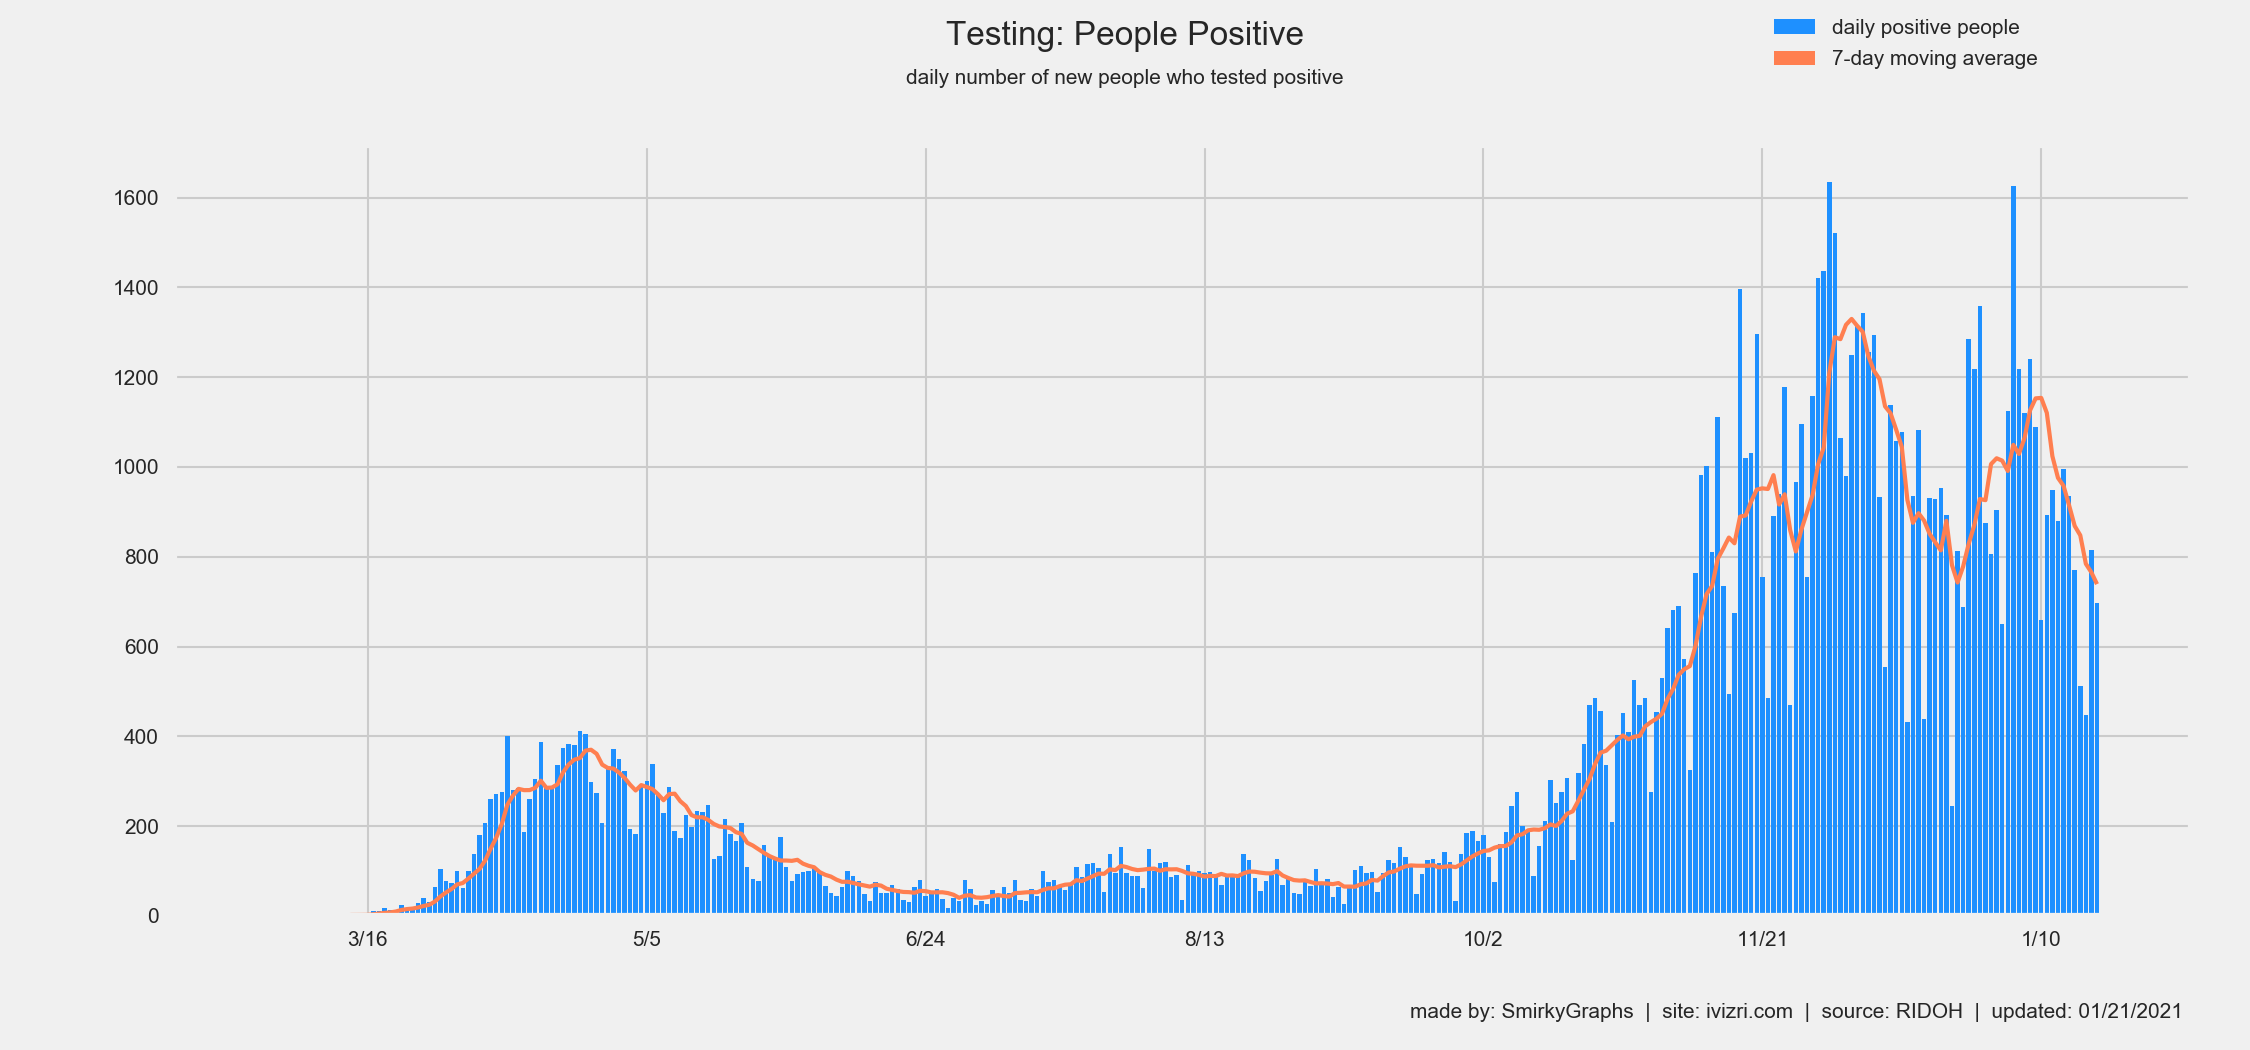 Testing: People Positive
daily number of new people who tested positive
daily positive people
7-day moving average
1600
1400
1200
1000
800
600
400
200
0
3/16 5/5 6/24 8/13 10/2 11/21 1/10
made by: SmirkyGraphs | site: ivizri.com | source: RIDOH | updated: 01/21/2021